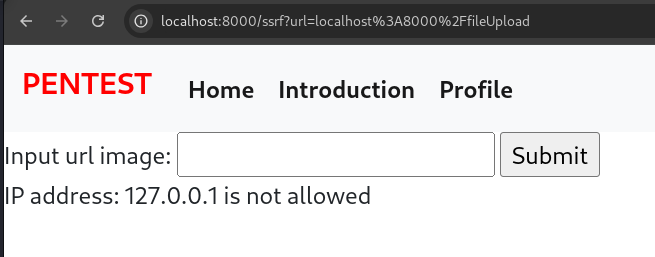 localhost:8000/ssrf?url=localhost%3A8000%2FfileUpload
PENTEST Home Introduction Profile
Input url image: Submit
IP address: 127.0.0.1 is not allowed